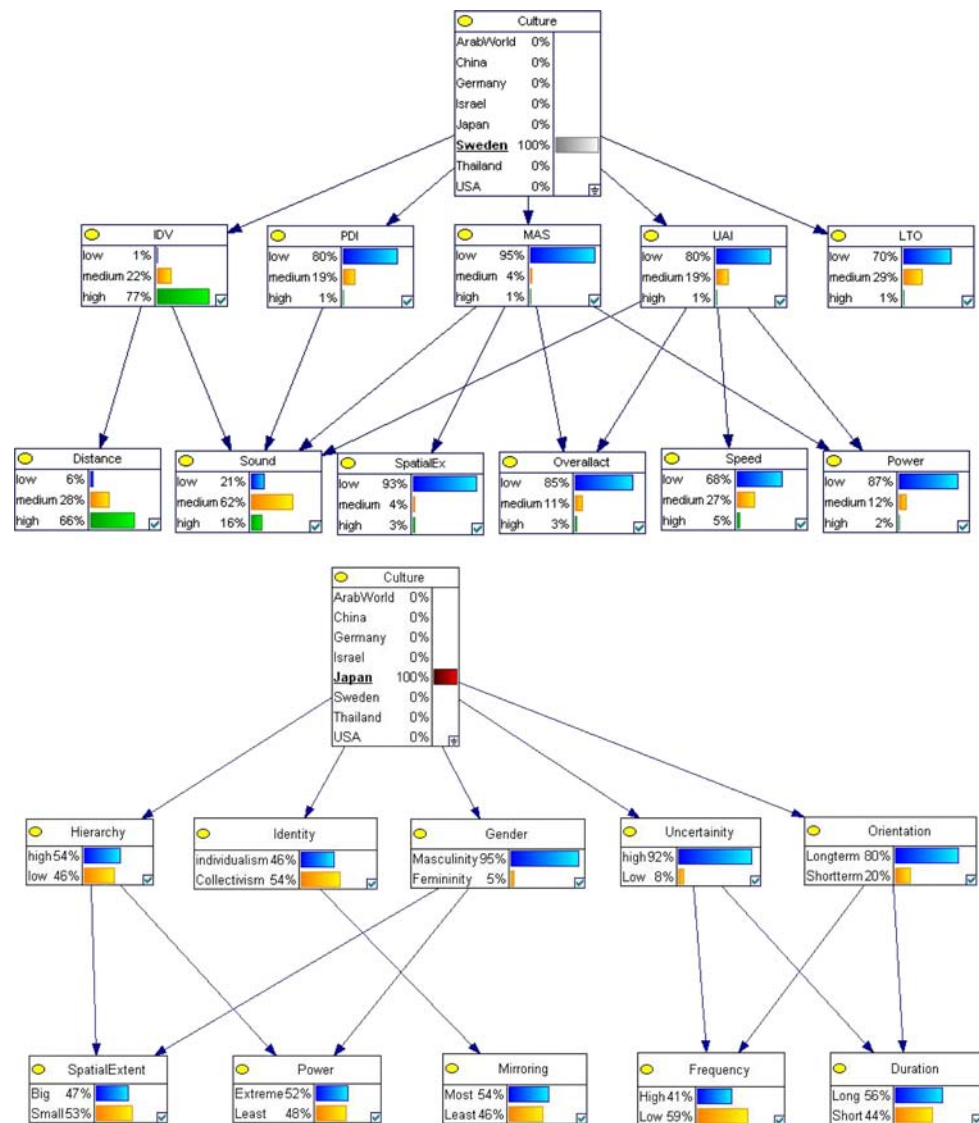 Culture
ArabWorld 0%
China 0%
Germany 0%
Israel 0%
Japan 0%
Sweden 100%
Thailand 0%
USA 0%
IDV
low 1%
medium 22%
high 77%
PDI
low 80%
medium 19%
high 1%
MAS
low 95%
medium 4%
high 1%
UAI
low 80%
medium 19%
high 1%
LTO
low 70%
medium 29%
high 1%
Distance
low 6%
medium 28%
high 66%
Sound
low 21%
medium 62%
high 16%
SpatialEx
low 93%
medium 4%
high 3%
Overallact
low 85%
medium 11%
high 3%
Speed
low 68%
medium 27%
high 5%
Power
low 87%
medium 12%
high 2%
Culture
ArabWorld 0%
China 0%
Germany 0%
Israel 0%
Japan 100%
Sweden 0%
Thailand 0%
USA 0%
Hierarchy
high 54%
low 46%
Identity
individualism 46%
Collectivism 54%
Gender
Masculinity 95%
Femininity 5%
Uncertainity
high 92%
Low 8%
Orientation
Longterm 80%
Shortterm 20%
SpatialExtent
Big 47%
Small 53%
Power
Extreme 52%
Least 48%
Mirroring
Most 54%
Least 46%
Frequency
High 41%
Low 59%
Duration
Long 56%
Short 44%